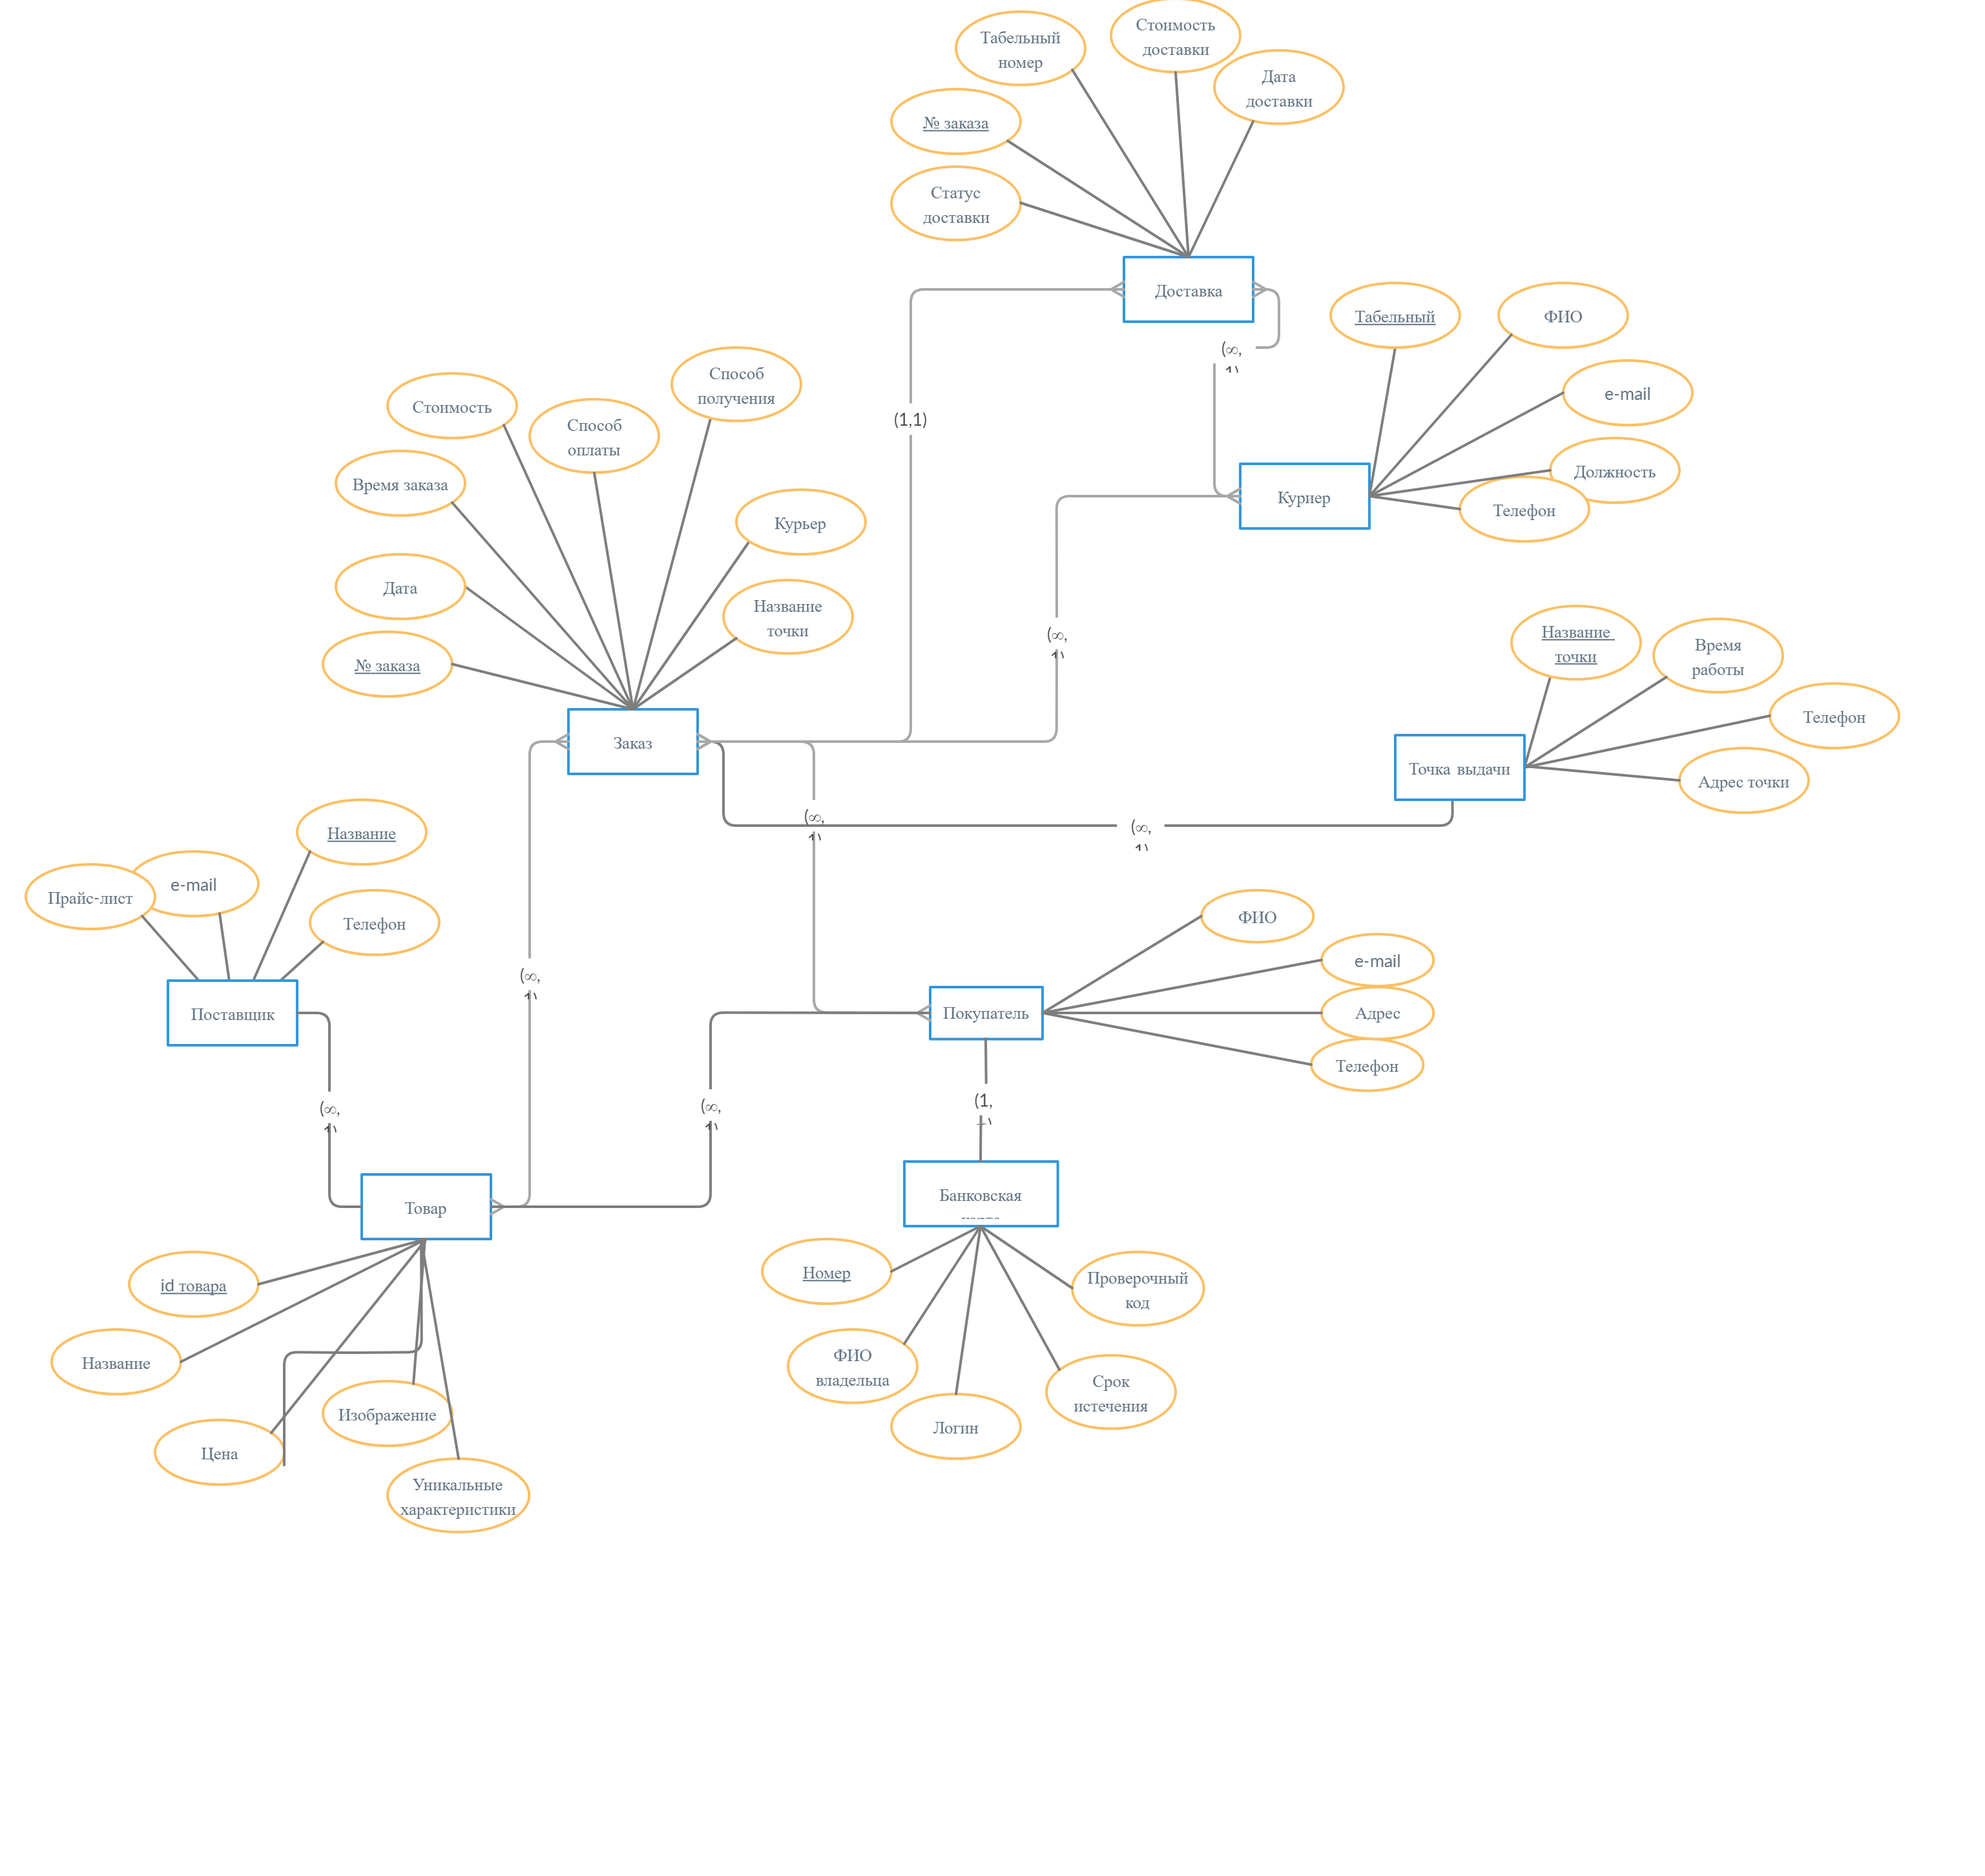 Стоимость
доставки
Табельный
номер
Дата
доставки
№ заказа
Статус
доставки
Доставка
Табельный
ФИО
(∞,
e-mail
Способ
получения
Стоимость
(1,1)
Способ
оплаты
Должность
Время заказа
Куриер
Телефон
Курьер
Дата
Название
точки
(∞,
Название
точки
№ заказа
Время
работы
Телефон
Заказ
Точка выдачи
Адрес точки
(∞,
(∞,
Название
e-mail
Прайс-лист
Телефон
ФИО
e-mail
(∞,
Поставщик
Покупатель
Адрес
Телефон
(∞,
(∞,
(1,
Товар
Банковская
id товара
Номер
Проверочный
код
Название
ФИО
владельца
Срок
истечения
Изображение
Логин
Цена
Уникальные
характеристики